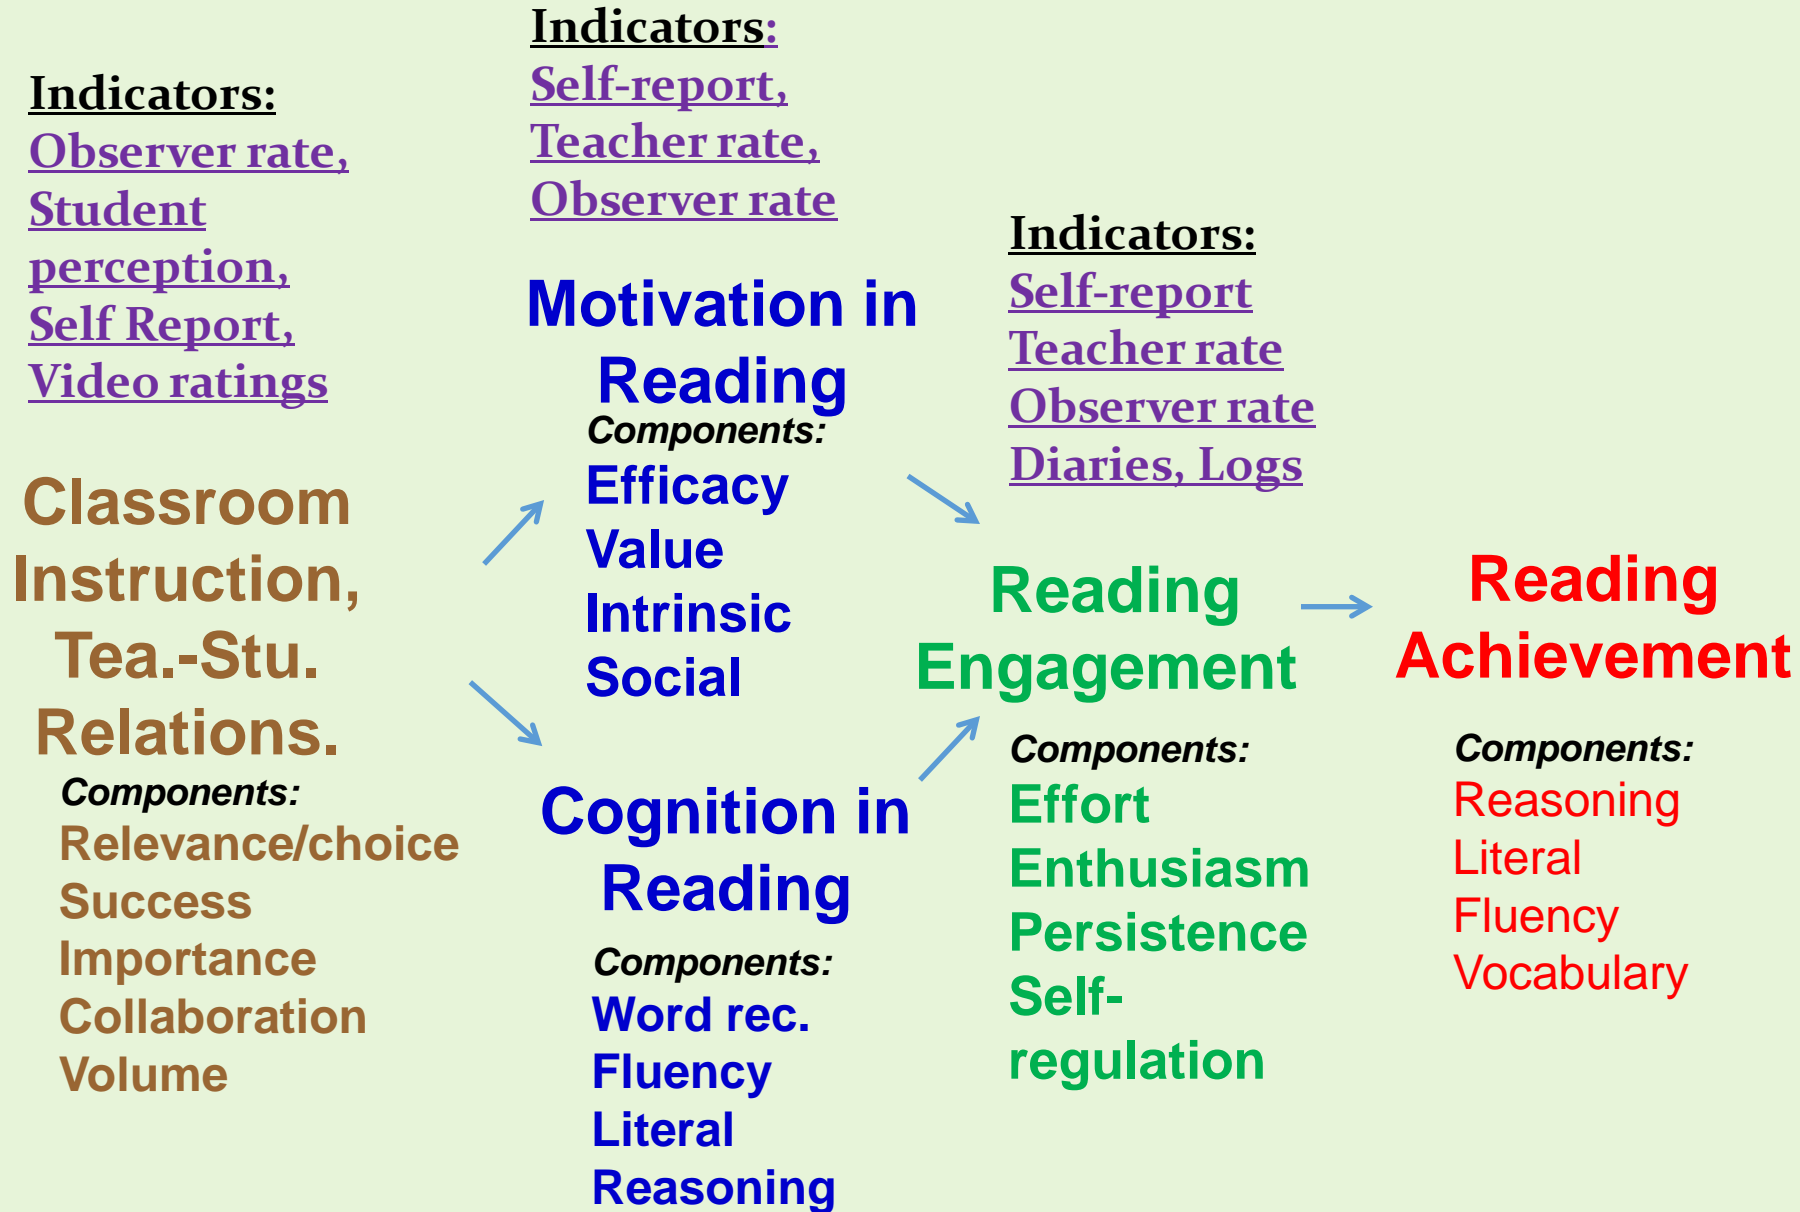 Indicators:
Observer rate,
Student
perception,
Self Report,
Video ratings
Classroom
Instruction,
Tea.-Stu.
Relations.
Components:
Relevance/choice
Success
Importance
Collaboration
Volume
Indicators:
Self-report,
Teacher rate,
Observer rate
Motivation in
Reading
Components:
Efficacy
Value
Intrinsic
Social
Cognition in
Reading
Components:
Word rec.
Fluency
Literal
Reasoning
Indicators:
Self-report
Teacher rate
Observer rate
Diaries, Logs
Reading
Engagement
Components:
Effort
Enthusiasm
Persistence
Self-
regulation
Reading
Achievement
Components:
Reasoning
Literal
Fluency
Vocabulary